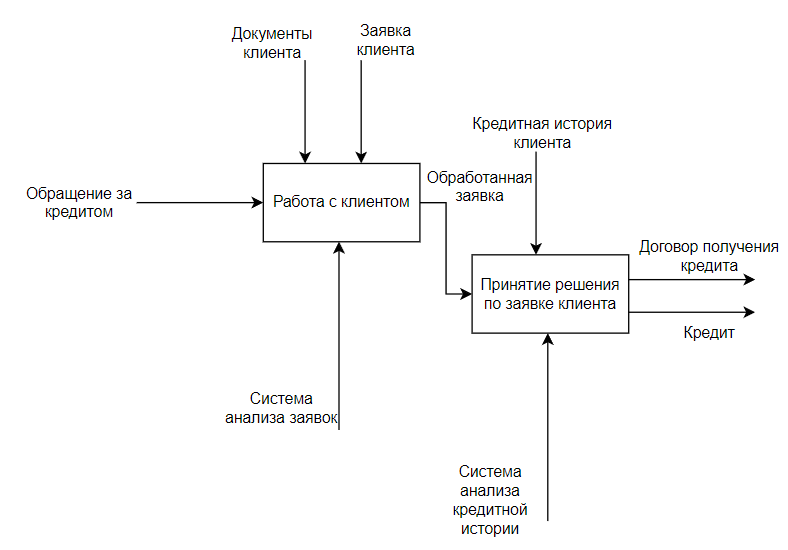 Документы
клиента
Заявка
клиента
Кредитная история
клиента
Обращение за
кредитом
Работа с клиентом
Обработанная
заявка
Договор получения
кредита
Принятие решения
по заявке клиента
Кредит
Система
анализа заявок
Система
анализа
кредитной
истории